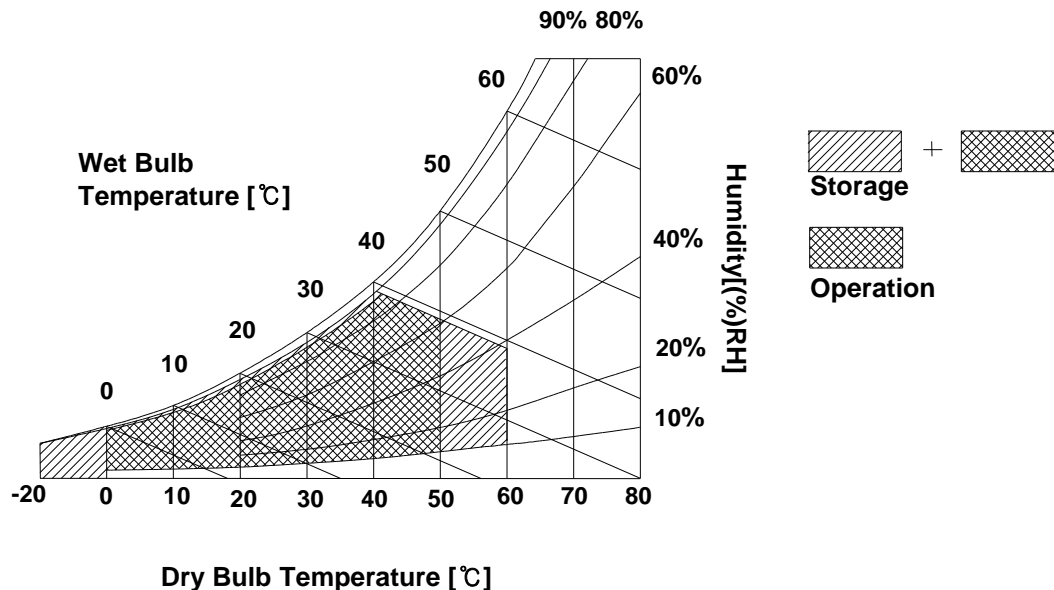 90% 80%
60
60%
50
Wet Bulb
Temperature [℃]
40
40%
30
20
20%
10
10%
0
Humidity[(%)RH]
+
Storage
Operation
-20 0 10 20 30 40 50 60 70 80
Dry Bulb Temperature [℃]